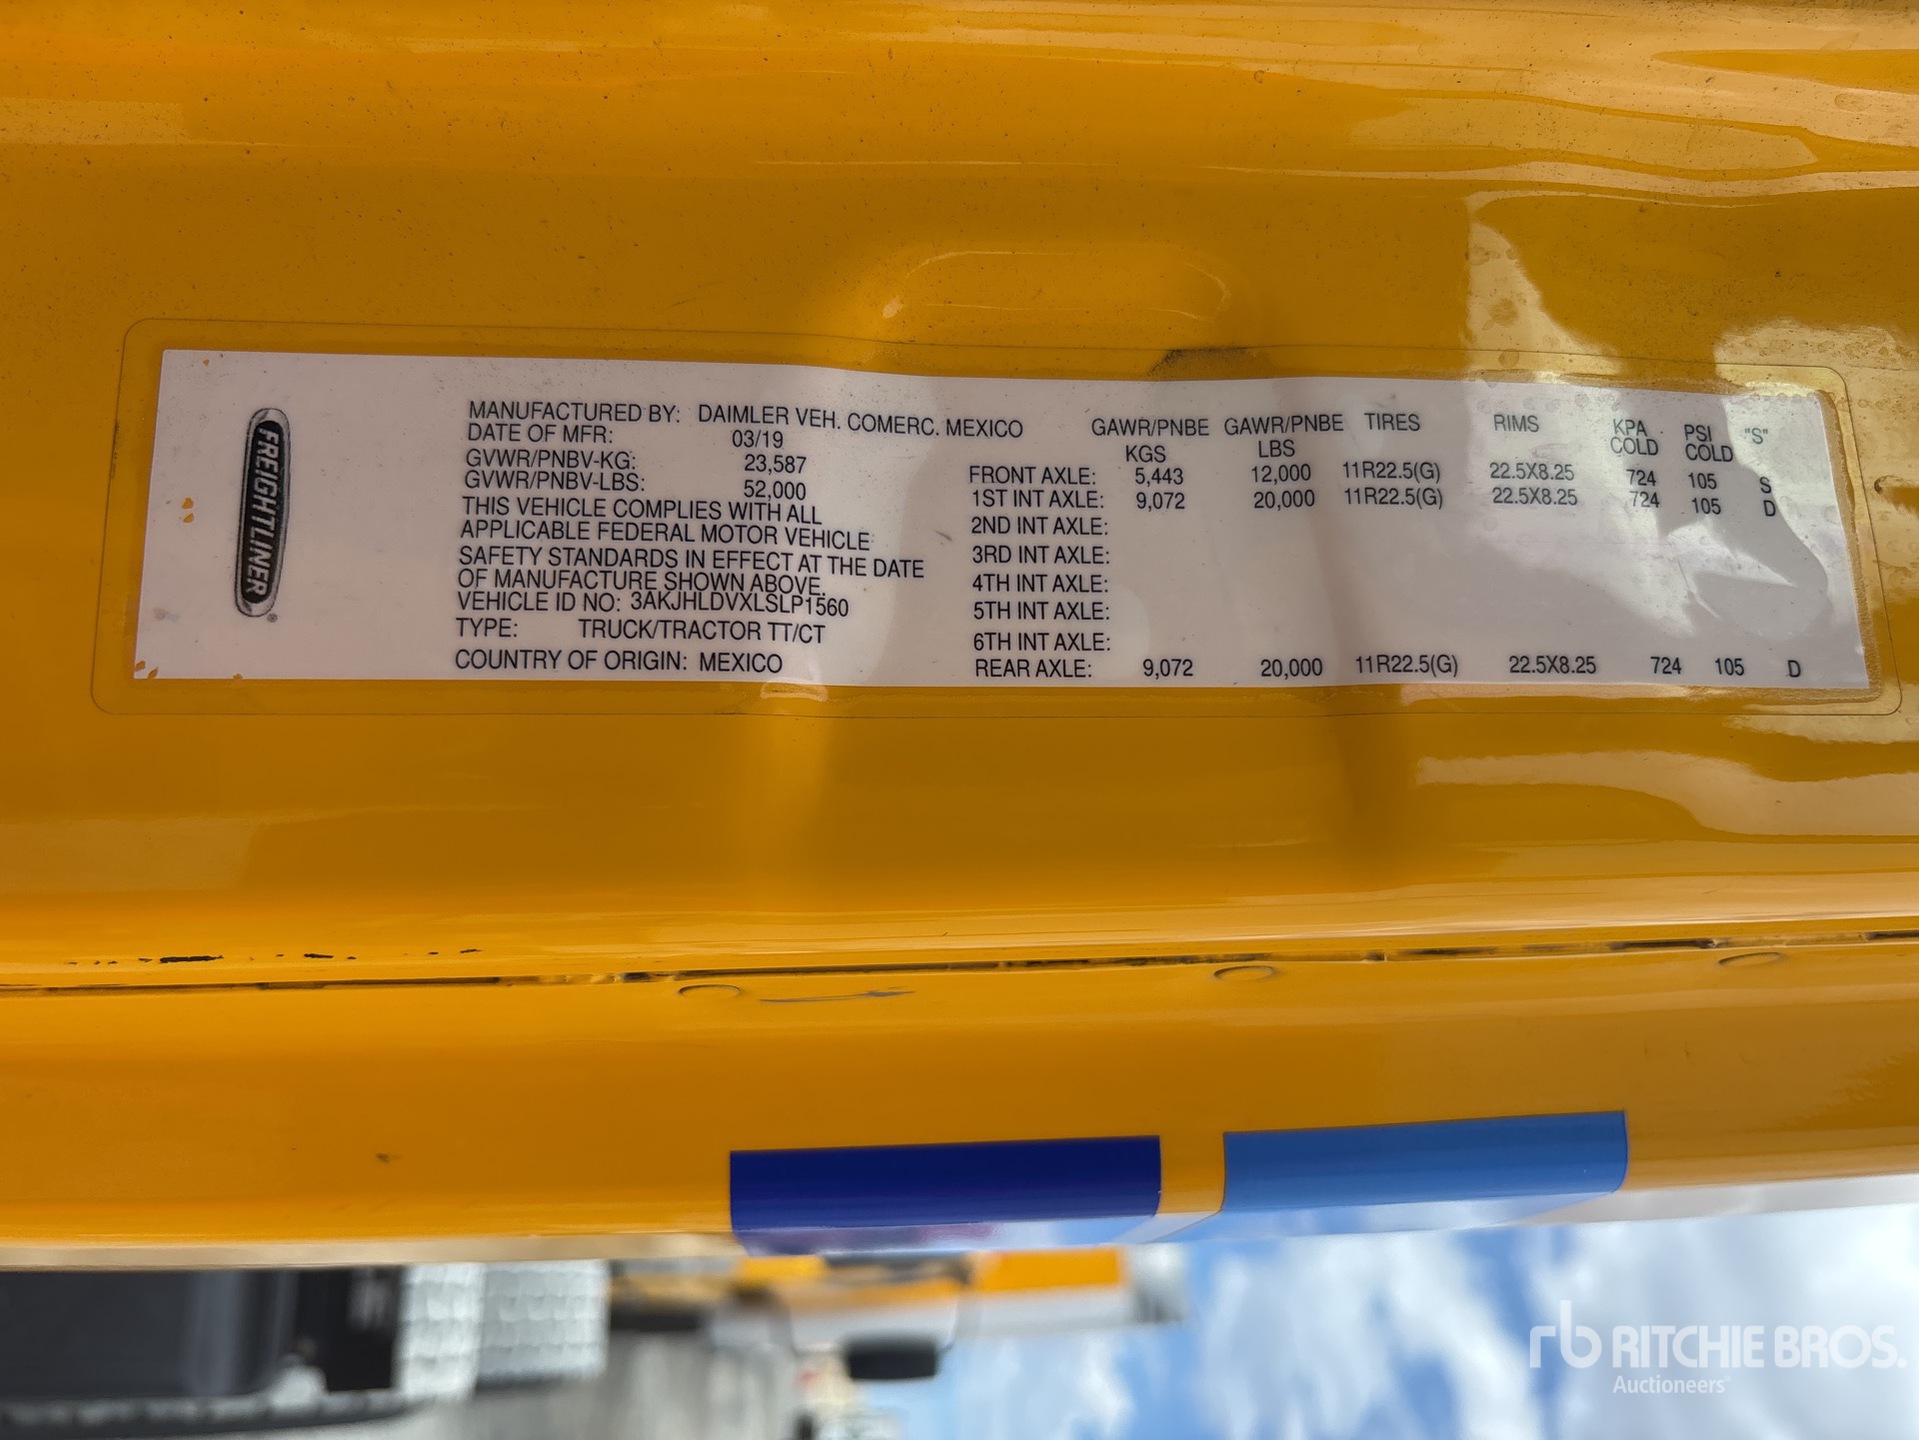 FREIGHTLINER®
MANUFACTURED BY: DAIMLER VEH. COMERC. MEXICO
DATE OF MFR: 03/19
GVWR/PNBV-KG: 23,587
GVWR/PNBV-LBS: 52,000
THIS VEHICLE COMPLIES WITH ALL
APPLICABLE FEDERAL MOTOR VEHICLE
SAFETY STANDARDS IN EFFECT AT THE DATE
OF MANUFACTURE SHOWN ABOVE.
VEHICLE ID NO: 3AKJHLDVXLSLP1560
TYPE: TRUCK/TRACTOR TT/CT
COUNTRY OF ORIGIN: MEXICO
GAWR/PNBE GAWR/PNBE TIRES RIMS KPA PSI "S"
KGS LBS COLD COLD
FRONT AXLE: 5,443 12,000 11R22.5(G) 22.5X8.25 724 105 S
1ST INT AXLE: 9,072 20,000 11R22.5(G) 22.5X8.25 724 105 D
2ND INT AXLE:
3RD INT AXLE:
4TH INT AXLE:
5TH INT AXLE:
6TH INT AXLE:
REAR AXLE: 9,072 20,000 11R22.5(G) 22.5X8.25 724 105 D
rb RITCHIE BROS.
Auctioneers